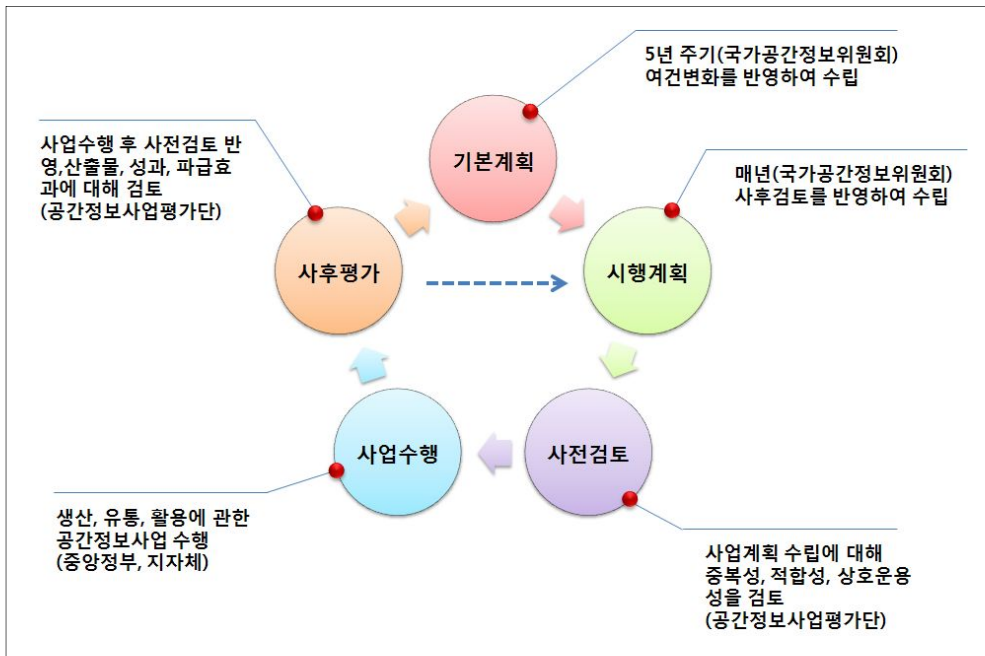 5년 주기(국가공간정보위원회)
여건변화를 반영하여 수립
기본계획
사업수행 후 사전검토 반
영,산출물, 성과, 파급효
과에 대해 검토
(공간정보사업평가단)
매년(국가공간정보위원회)
사후검토를 반영하여 수립
사후평가
시행계획
사업수행
사전검토
생산, 유통, 활용에 관한
공간정보사업 수행
(중앙정부, 지자체)
사업계획 수립에 대해
중복성, 적합성, 상호운용
성을 검토
(공간정보사업평가단)